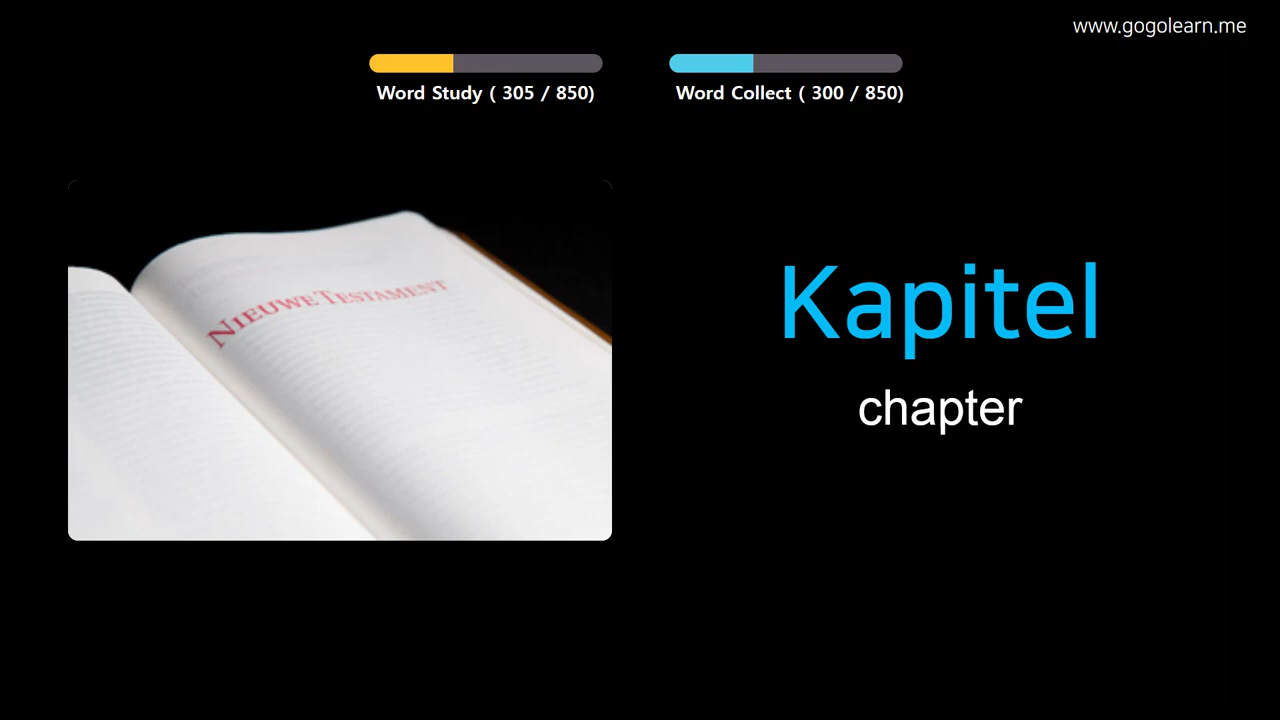 www.gogolearn.me
Word Study ( 305 / 850)
Word Collect ( 300 / 850)
NIEUWE TESTAMENT
Kapitel
chapter